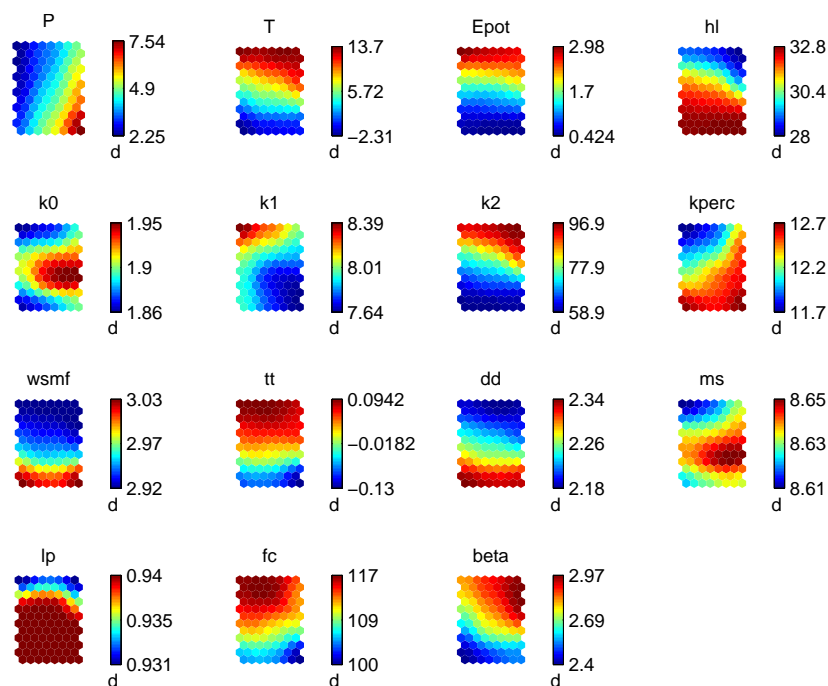 P
7.54
4.9
2.25
d
T
13.7
5.72
−2.31
d
Epot
2.98
1.7
0.424
d
hl
32.8
30.4
28
d
k0
1.95
1.9
1.86
d
k1
8.39
8.01
7.64
d
k2
96.9
77.9
58.9
d
kperc
12.7
12.2
11.7
d
wsmf
3.03
2.97
2.92
d
tt
0.0942
−0.0182
−0.13
d
dd
2.34
2.26
2.18
d
ms
8.65
8.63
8.61
d
lp
0.94
0.935
0.931
d
fc
117
109
100
d
beta
2.97
2.69
2.4
d